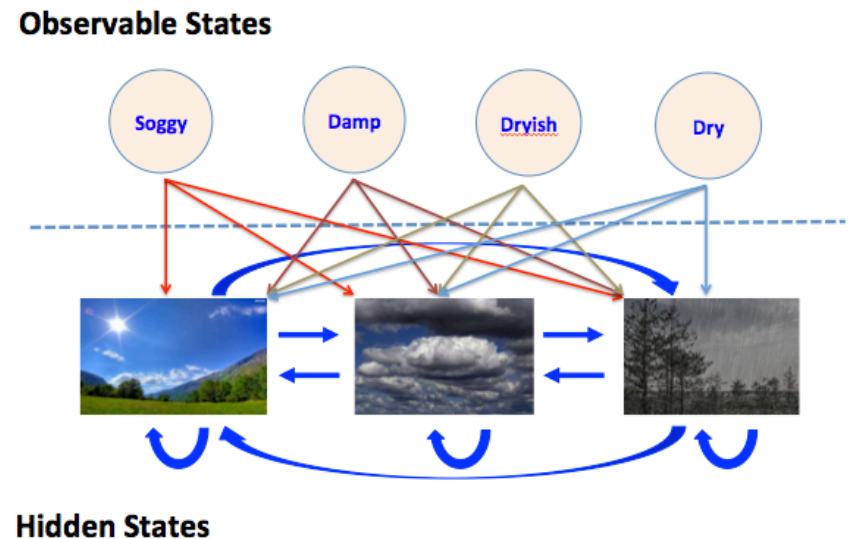 Observable States
Soggy
Damp
Dryish
Dry
Hidden States